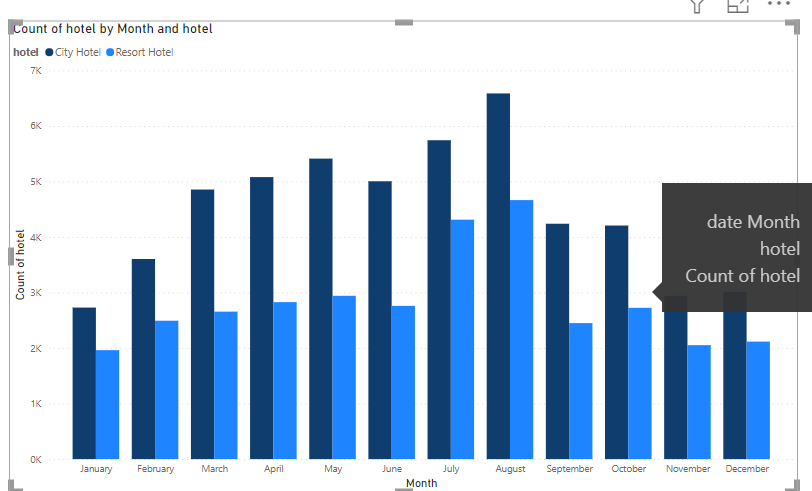 Count of hotel by Month and hotel
hotel City Hotel Resort Hotel
7K
6K
5K
4K
3K
2K
1K
0K
Count of hotel
January February March April May June July August September October November December
Month
date Month
hotel
Count of hotel